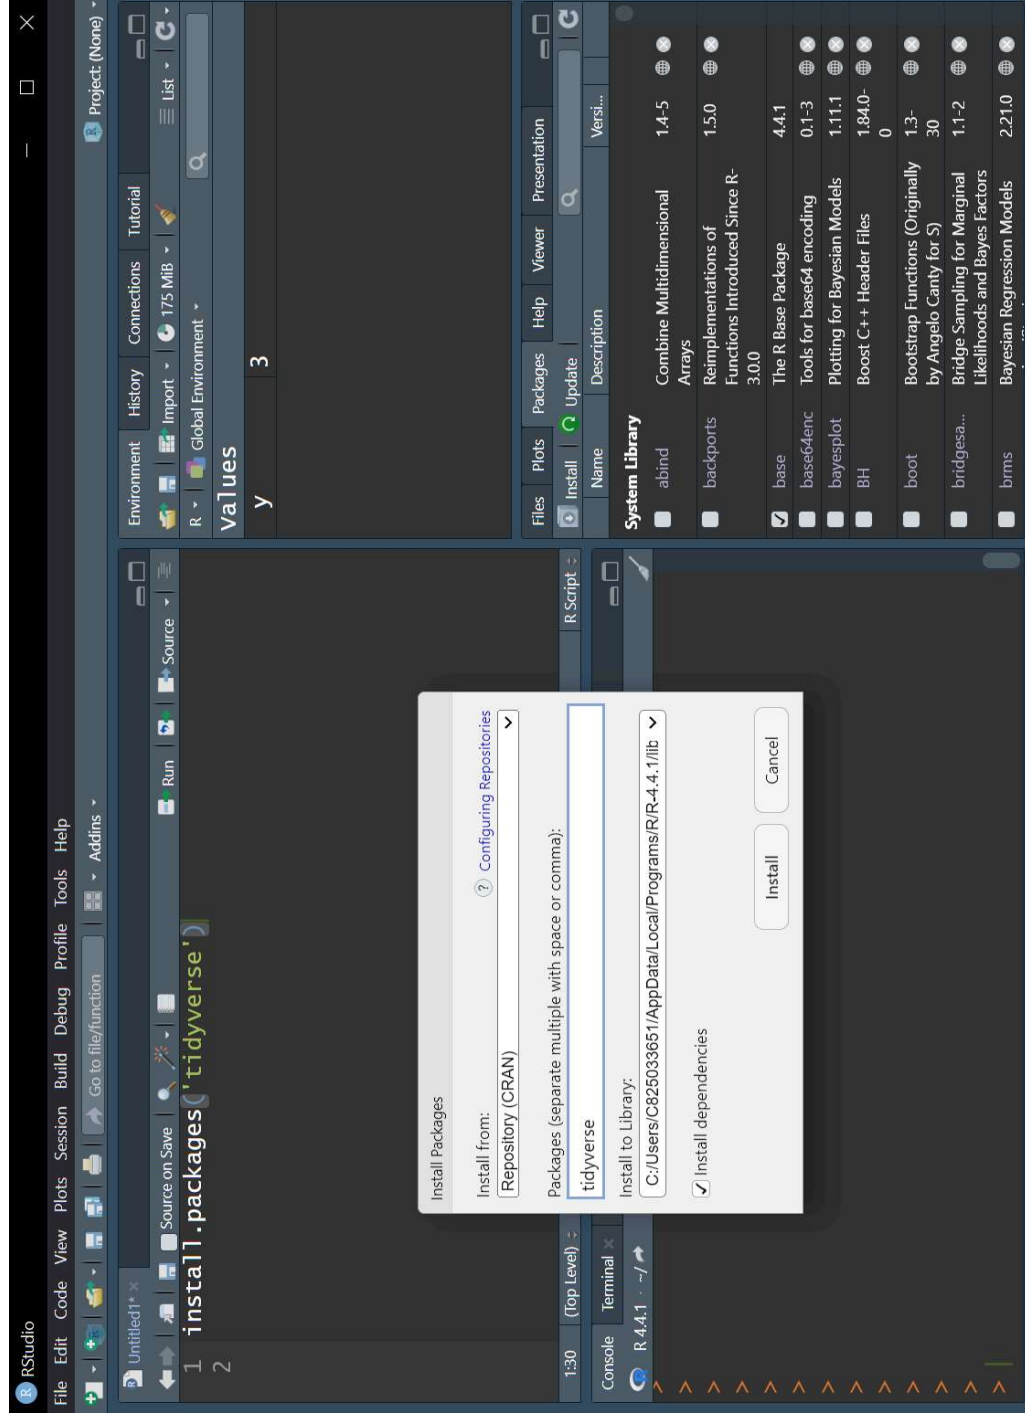 RStudio
File Edit Code View Plots Session Build Debug Profile Tools Help
Go to file/function
Addins
Project: (None)
Untitled1*
Source on Save
Run
Source
1 install.packages('tidyverse')
2
1:30
(Top Level)
R Script
Console Terminal
R 4.4.1 · ~/
>
>
>
>
>
>
>
>
>
>
>
>
>
Install Packages
Install from:
? Configuring Repositories
Repository (CRAN)
Packages (separate multiple with space or comma):
tidyverse
Install to Library:
C:/Users/C825033651/AppData/Local/Programs/R/R-4.4.1/lib
Install dependencies
Install
Cancel
Environment History Connections Tutorial
Import
175 MiB
List
R
Global Environment
Values
y 3
Files Plots Packages Help Viewer Presentation
Install
Update
Name Description Versi...
System Library
abind Combine Multidimensional 1.4-5
Arrays
backports Reimplementations of 1.5.0
Functions Introduced Since R-
3.0.0
base The R Base Package 4.4.1
base64enc Tools for base64 encoding 0.1-3
bayesplot Plotting for Bayesian Models 1.11.1
BH Boost C++ Header Files 1.84.0-
0
boot Bootstrap Functions (Originally 1.3-
by Angelo Canty for S) 30
bridgesa... Bridge Sampling for Marginal 1.1-2
Likelihoods and Bayes Factors
brms Bayesian Regression Models 2.21.0